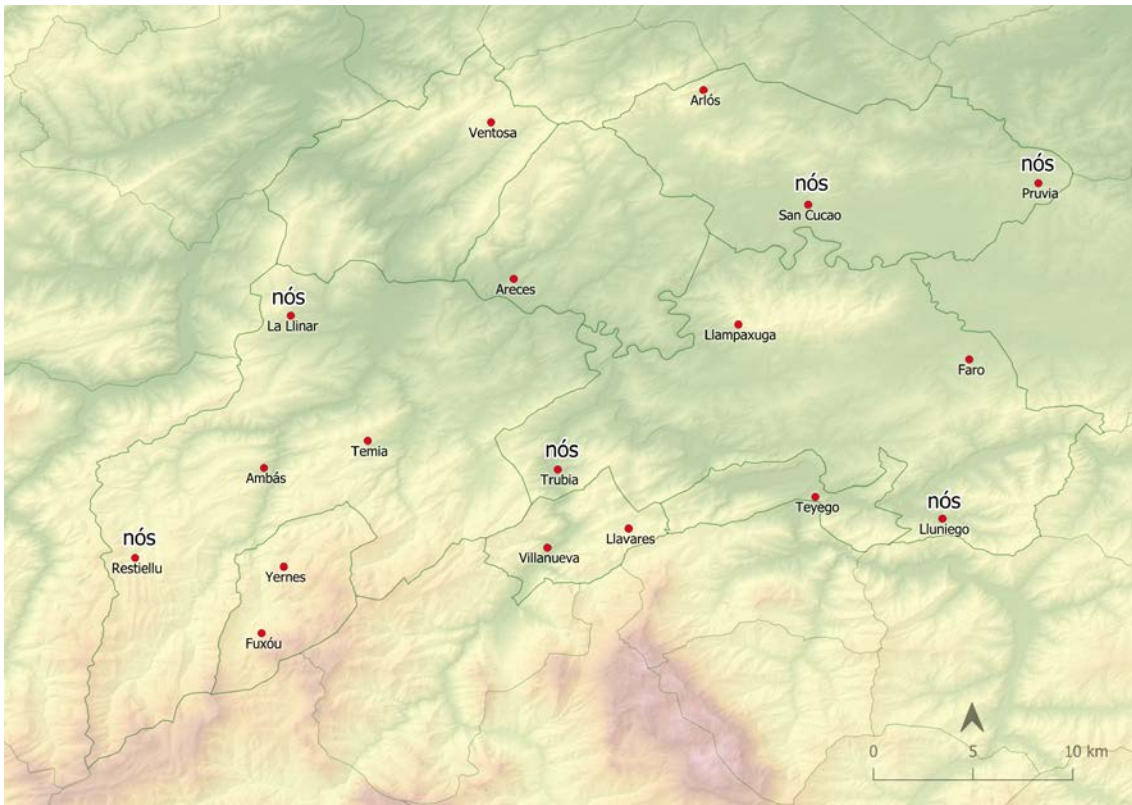 Arlós
Ventosa
nós
Pruvia
nós
San Cucao
Areces
nós
La Llinar
Llampaxuga
Faro
Temia
Ambás
nós
Trubia
Teyego
nós
Lluniego
Llavares
Villanueva
nós
Restiellu
Yernes
Fuxóu
0 5 10 km